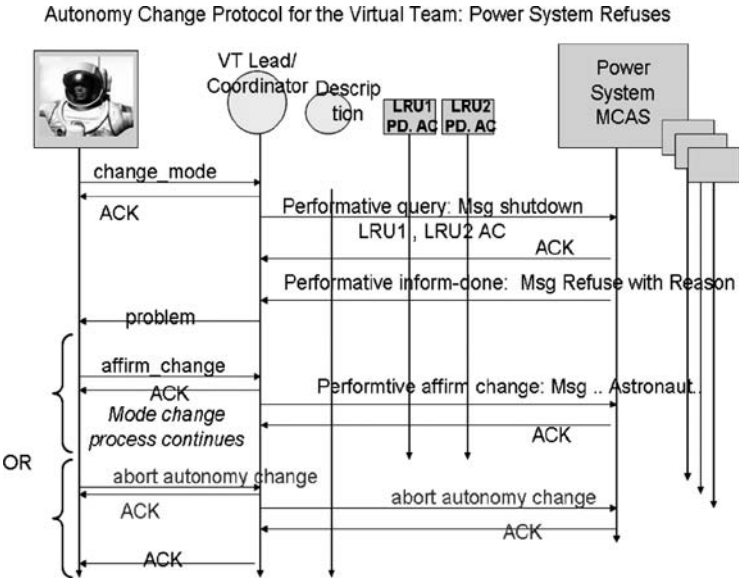 Autonomy Change Protocol for the Virtual Team: Power System Refuses
VT Lead/
Coordinator
Descrip
tion
LRU1
PD. AC
LRU2
PD. AC
Power
System
MCAS
change_mode
ACK
Performative query: Msg shutdown
LRU1 , LRU2 AC
ACK
Performative inform-done: Msg Refuse with Reason
problem
affirm_change
ACK
Performtive affirm change: Msg .. Astronaut..
Mode change
process continues
ACK
OR
abort autonomy change
ACK
abort autonomy change
ACK
ACK